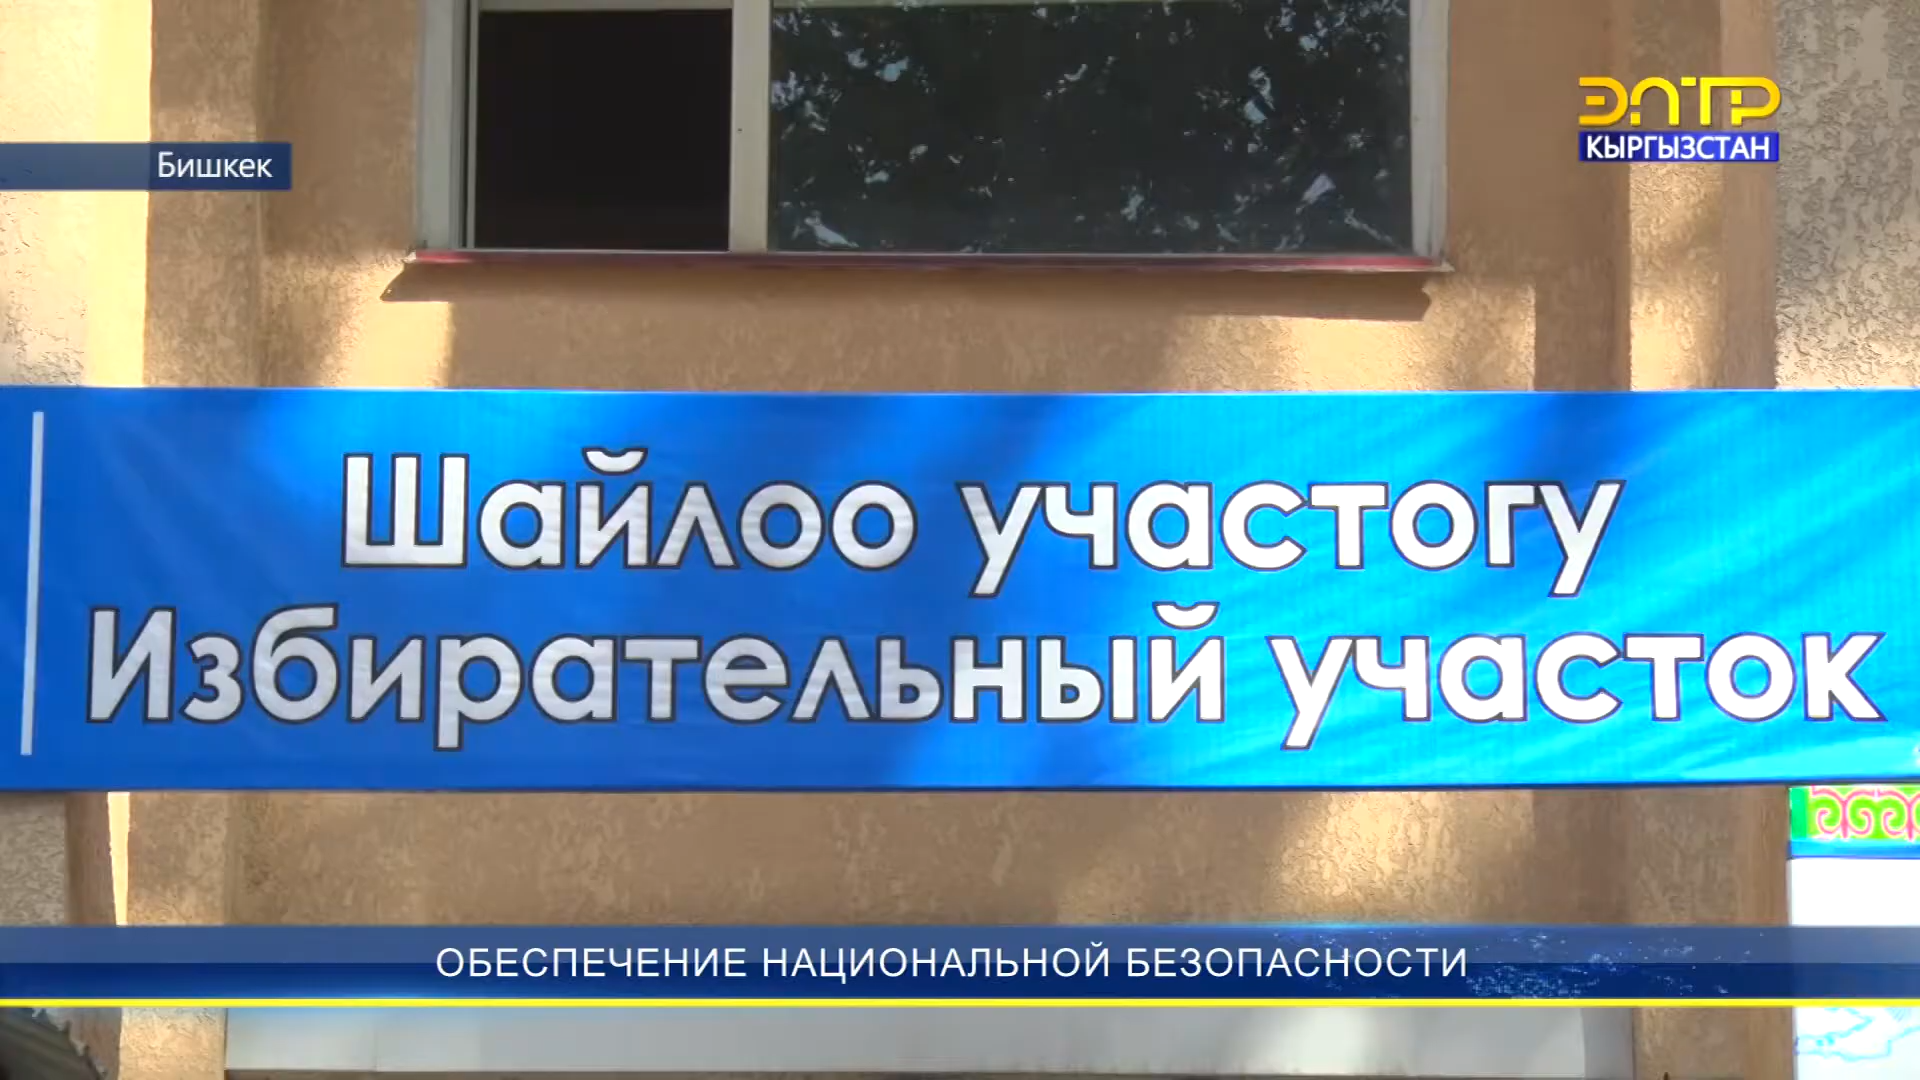 ЭЛТР
КЫРГЫЗСТАН
Бишкек
Шайлоо участогу
Избирательный участок
ОБЕСПЕЧЕНИЕ НАЦИОНАЛЬНОЙ БЕЗОПАСНОСТИ